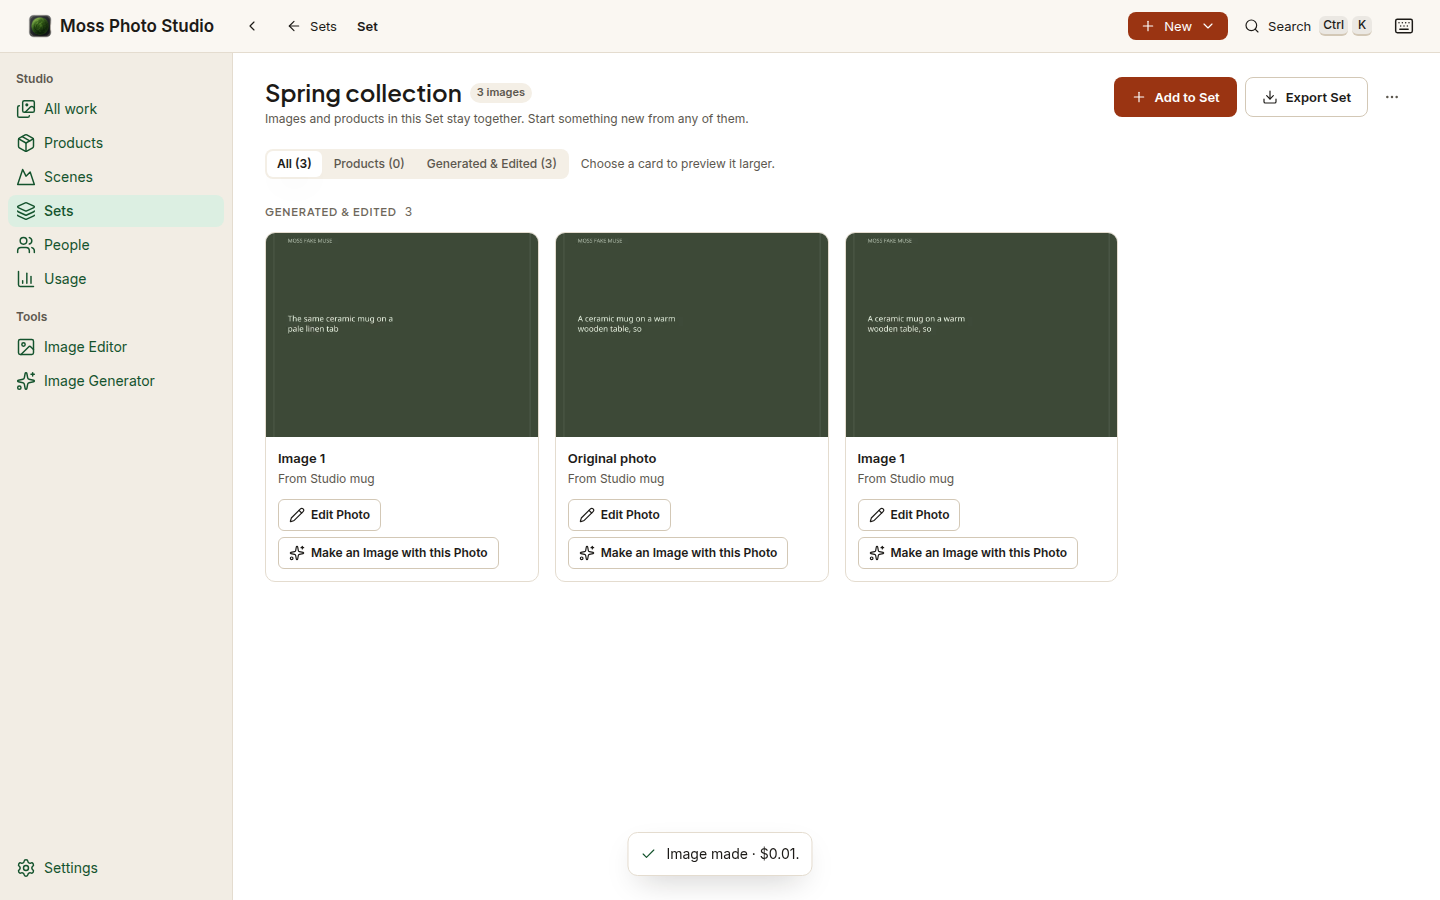 Moss Photo Studio
Sets
Set
New
Search
Ctrl
K
Studio
All work
Products
Scenes
Sets
People
Usage
Tools
Image Editor
Image Generator
Settings
Spring collection
3 images
Images and products in this Set stay together. Start something new from any of them.
Add to Set
Export Set
All (3)
Products (0)
Generated & Edited (3)
Choose a card to preview it larger.
GENERATED & EDITED 3
MOSS FAKE MUSE
The same ceramic mug on a
pale linen tab
Image 1
From Studio mug
Edit Photo
Make an Image with this Photo
MOSS FAKE MUSE
A ceramic mug on a warm
wooden table, so
Original photo
From Studio mug
Edit Photo
Make an Image with this Photo
MOSS FAKE MUSE
A ceramic mug on a warm
wooden table, so
Image 1
From Studio mug
Edit Photo
Make an Image with this Photo
Image made · $0.01.